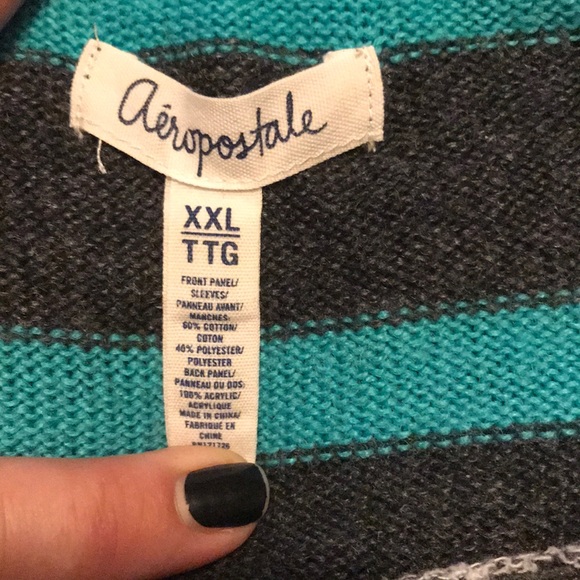 aéropostale
XXL
TTG
FRONT PANEL/
SLEEVES/
PANNEAU AVANT/
MANCHES:
60% COTTON/
COTON
40% POLYESTER/
POLYESTER
BACK PANEL/
PANNEAU DU DOS:
100% ACRYLIC/
ACRYLIQUE
MADE IN CHINA/
FABRIQUÉ EN
CHINE